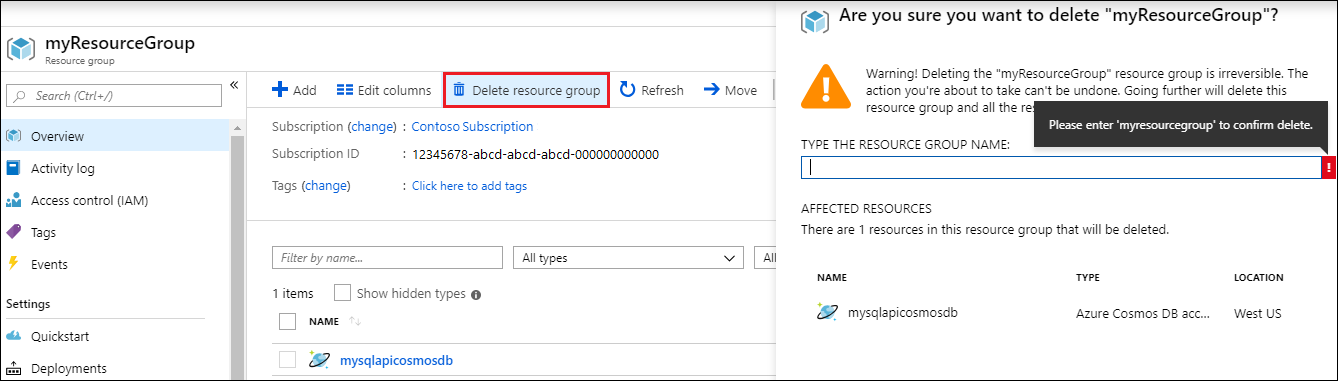 myResourceGroup
Resource group
Search (Ctrl+/)
«
Overview
Activity log
Access control (IAM)
Tags
Events
Settings
Quickstart
Deployments
Add Edit columns Delete resource group Refresh Move
Subscription (change) : Contoso Subscription
Subscription ID : 12345678-abcd-abcd-abcd-000000000000
Tags (change) : Click here to add tags
Filter by name... All types All
1 items Show hidden types
NAME
mysqlapicosmosdb
Are you sure you want to delete "myResourceGroup"?
Warning! Deleting the "myResourceGroup" resource group is irreversible. The
action you're about to take can't be undone. Going further will delete this
resource group and all the res
Please enter 'myresourcegroup' to confirm delete.
TYPE THE RESOURCE GROUP NAME:
!
AFFECTED RESOURCES
There are 1 resources in this resource group that will be deleted.
NAME TYPE LOCATION
mysqlapicosmosdb Azure Cosmos DB acc... West US